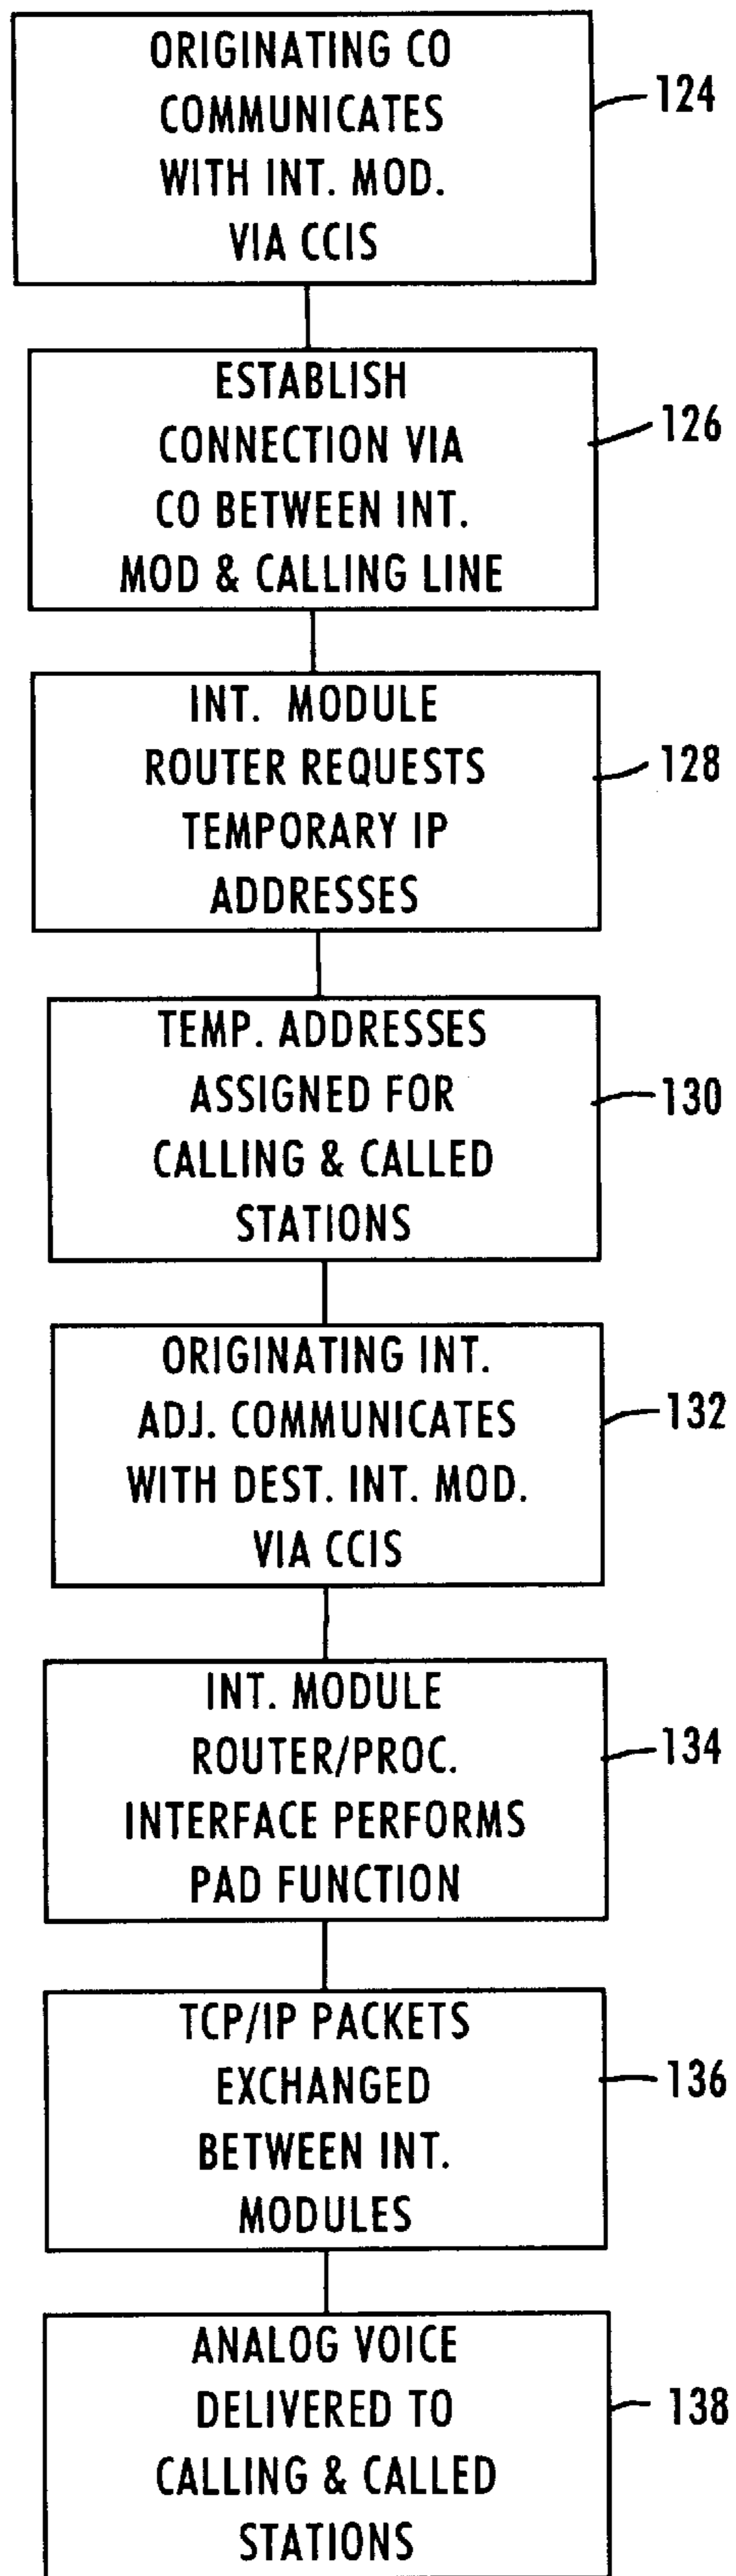 ORIGINATING CO
COMMUNICATES
WITH INT. MOD.
VIA CCIS
124
ESTABLISH
CONNECTION VIA
CO BETWEEN INT.
MOD & CALLING LINE
126
INT. MODULE
ROUTER REQUESTS
TEMPORARY IP
ADDRESSES
128
TEMP. ADDRESSES
ASSIGNED FOR
CALLING & CALLED
STATIONS
130
ORIGINATING INT.
ADJ. COMMUNICATES
WITH DEST. INT. MOD.
VIA CCIS
132
INT. MODULE
ROUTER/PROC.
INTERFACE PERFORMS
PAD FUNCTION
134
TCP/IP PACKETS
EXCHANGED
BETWEEN INT.
MODULES
136
ANALOG VOICE
DELIVERED TO
CALLING & CALLED
STATIONS
138